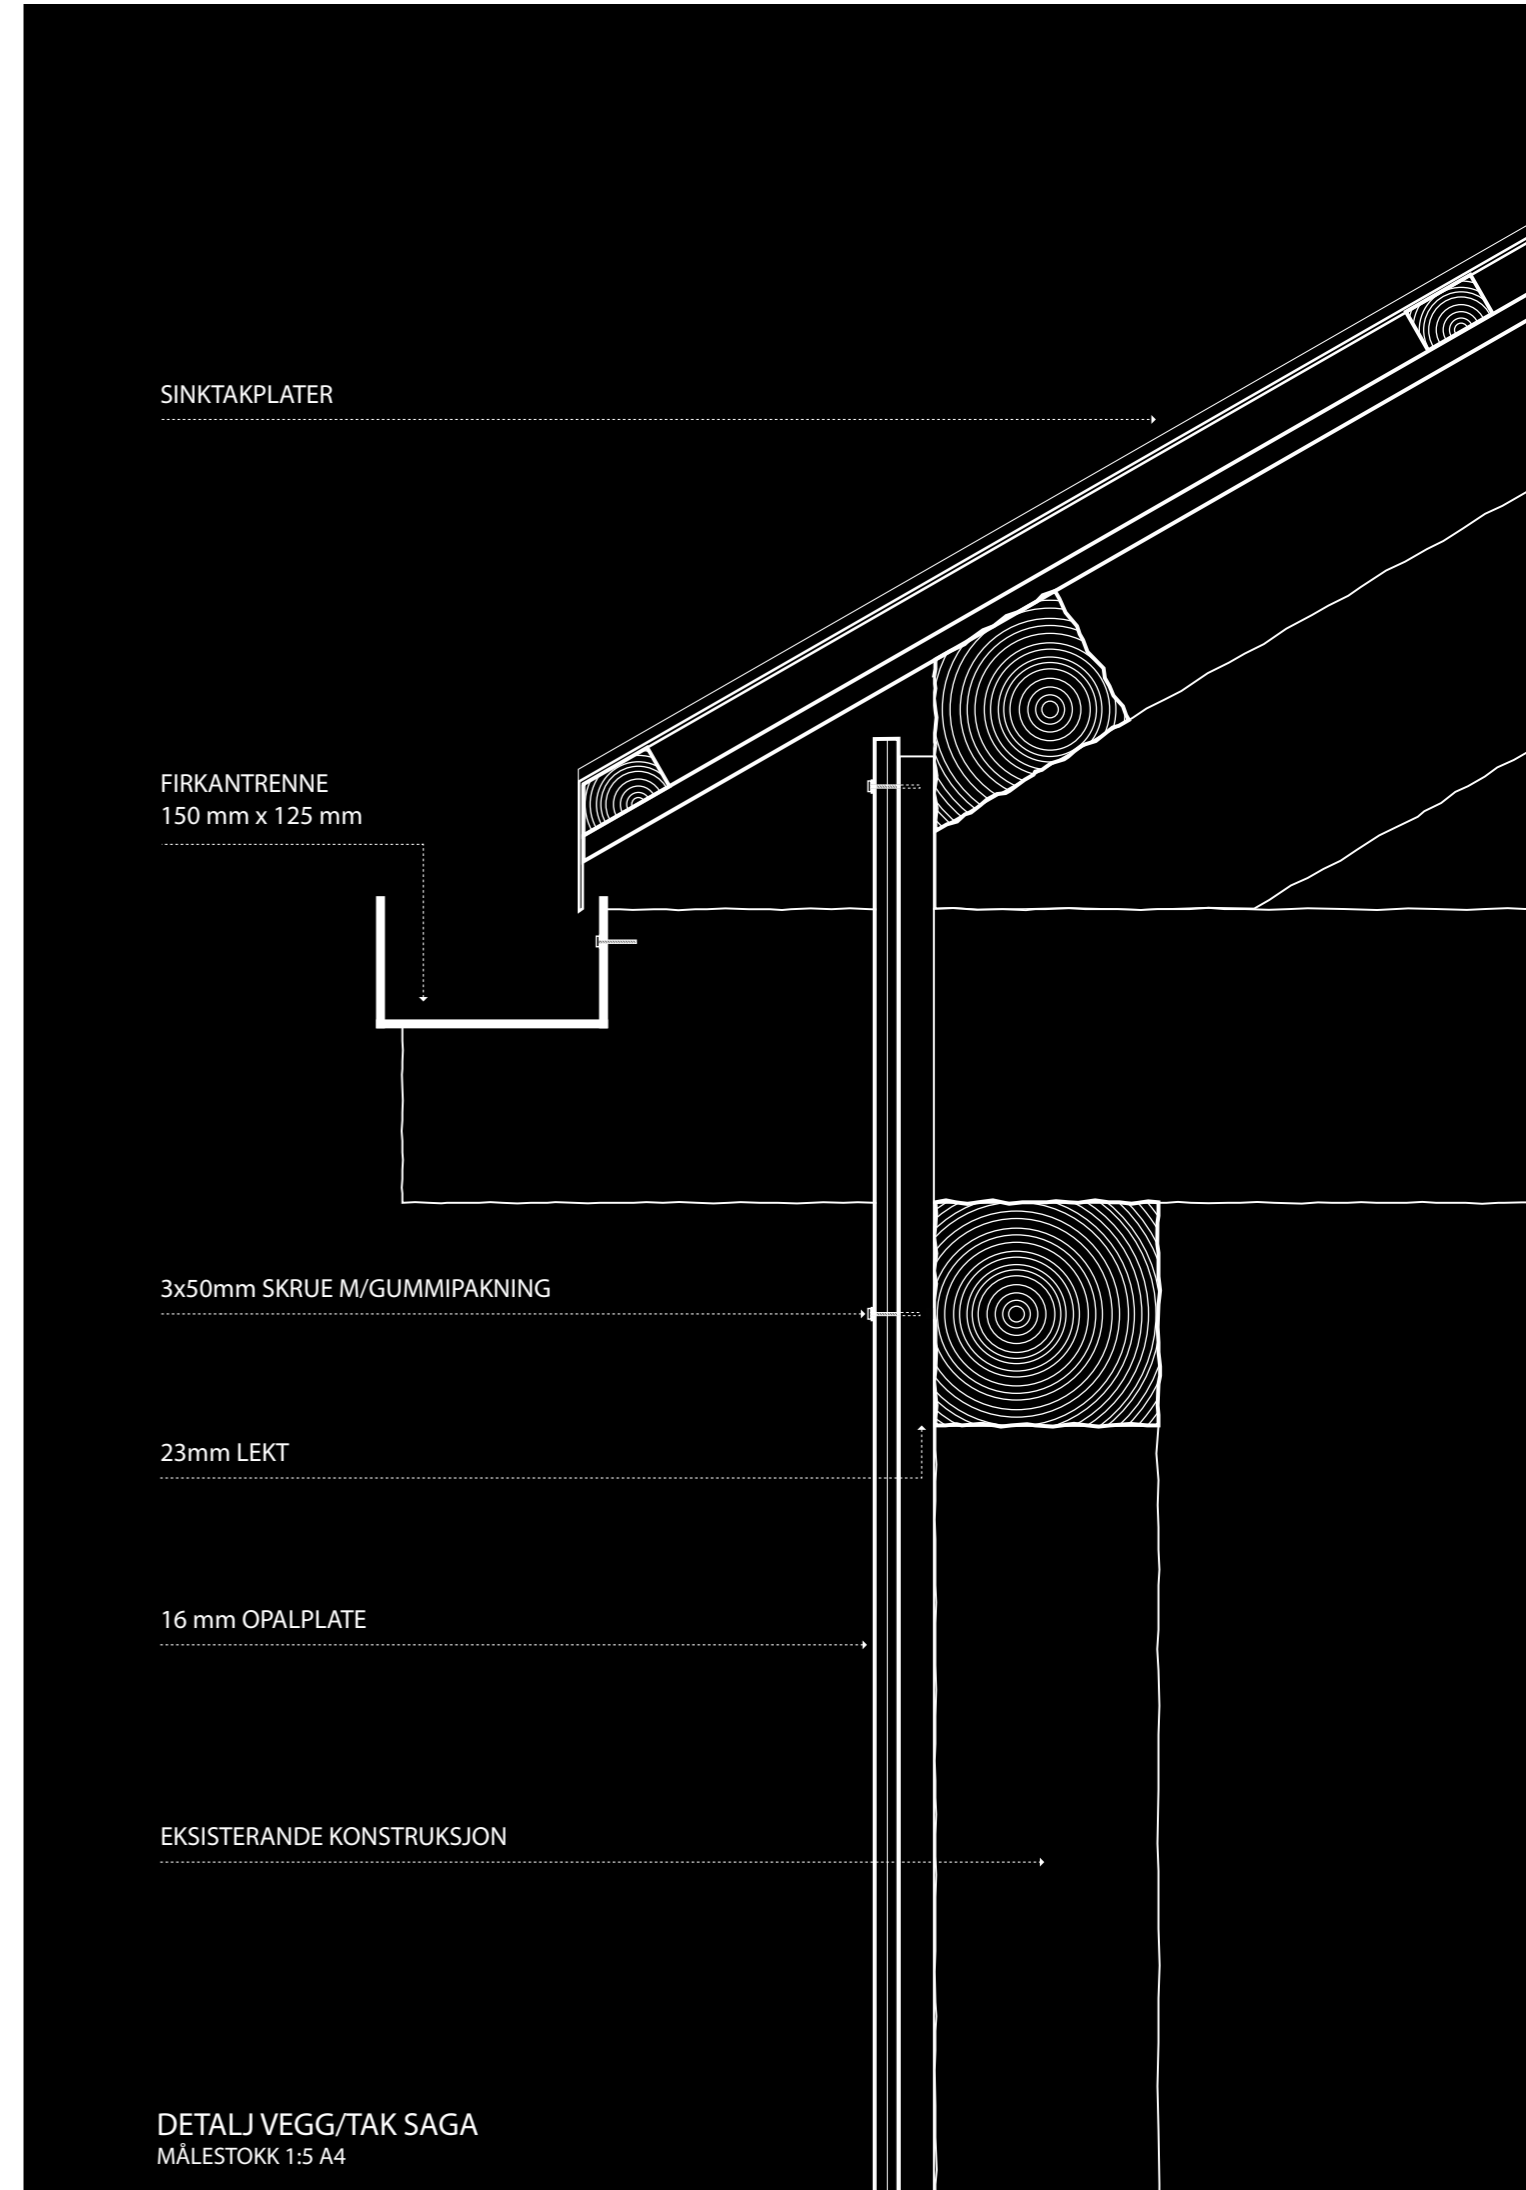 SINKTAKPLATER
FIRKANTRENNE
150 mm x 125 mm
3x50mm SKRUE M/GUMMIPAKNING
23mm LEKT
16 mm OPALPLATE
EKSISTERANDE KONSTRUKSJON
DETALJ VEGG/TAK SAGA
MÅLESTOKK 1:5 A4